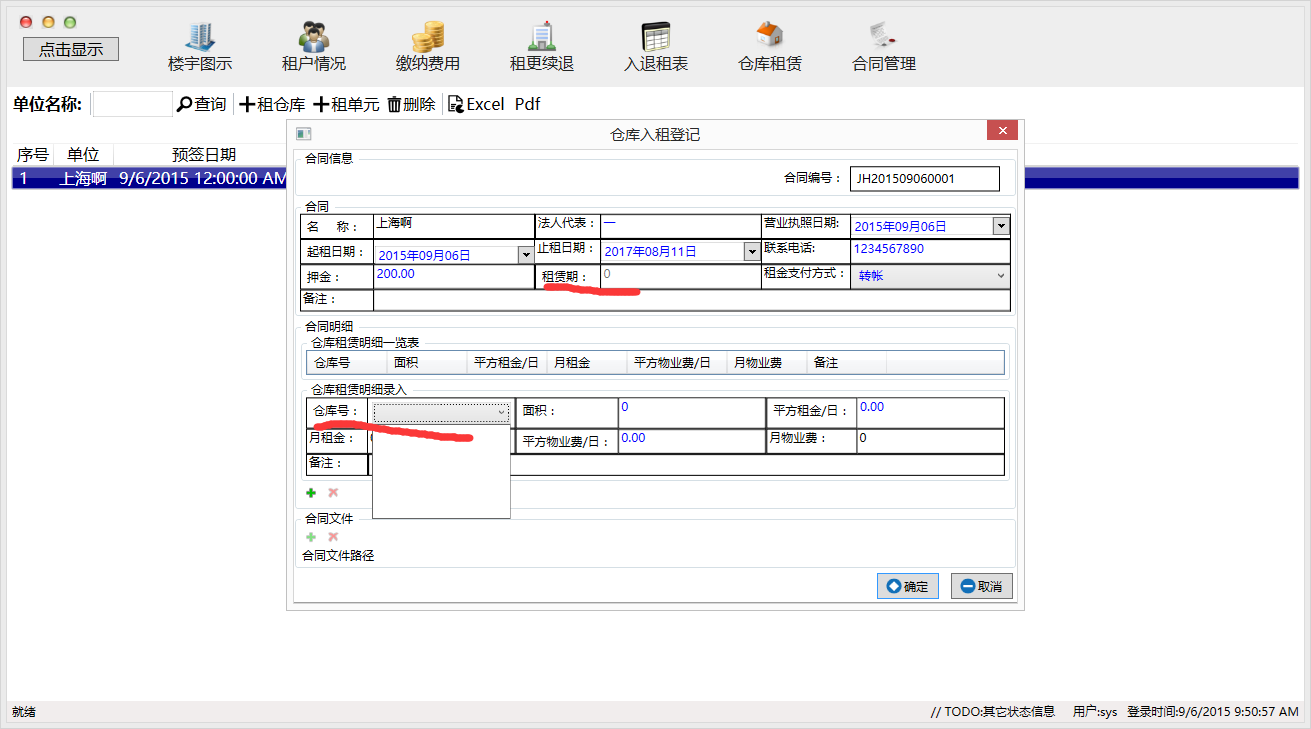 点击显示
楼宇图示 租户情况 缴纳费用 租更续退 入退租表 仓库租赁 合同管理
单位名称: 查询 租仓库 租单元 删除 Excel Pdf
仓库入租登记
序号 单位 预签日期
1 上海啊 9/6/2015 12:00:00 AM
合同信息
合同编号： JH201509060001
合同
名 称： 上海啊 法人代表： 一 营业执照日期: 2015年09月06日
起租日期： 2015年09月06日 止租日期： 2017年08月11日 联系电话: 1234567890
押金： 200.00 租赁期： 0 租金支付方式： 转帐
备注：
合同明细
仓库租赁明细一览表
仓库号 面积 平方租金/日 月租金 平方物业费/日 月物业费 备注
仓库租赁明细录入
仓库号： 面积： 0 平方租金/日： 0.00
月租金： 平方物业费/日： 0.00 月物业费： 0
备注：
合同文件
合同文件路径
确定 取消
就绪 // TODO:其它状态信息 用户:sys 登录时间:9/6/2015 9:50:57 AM